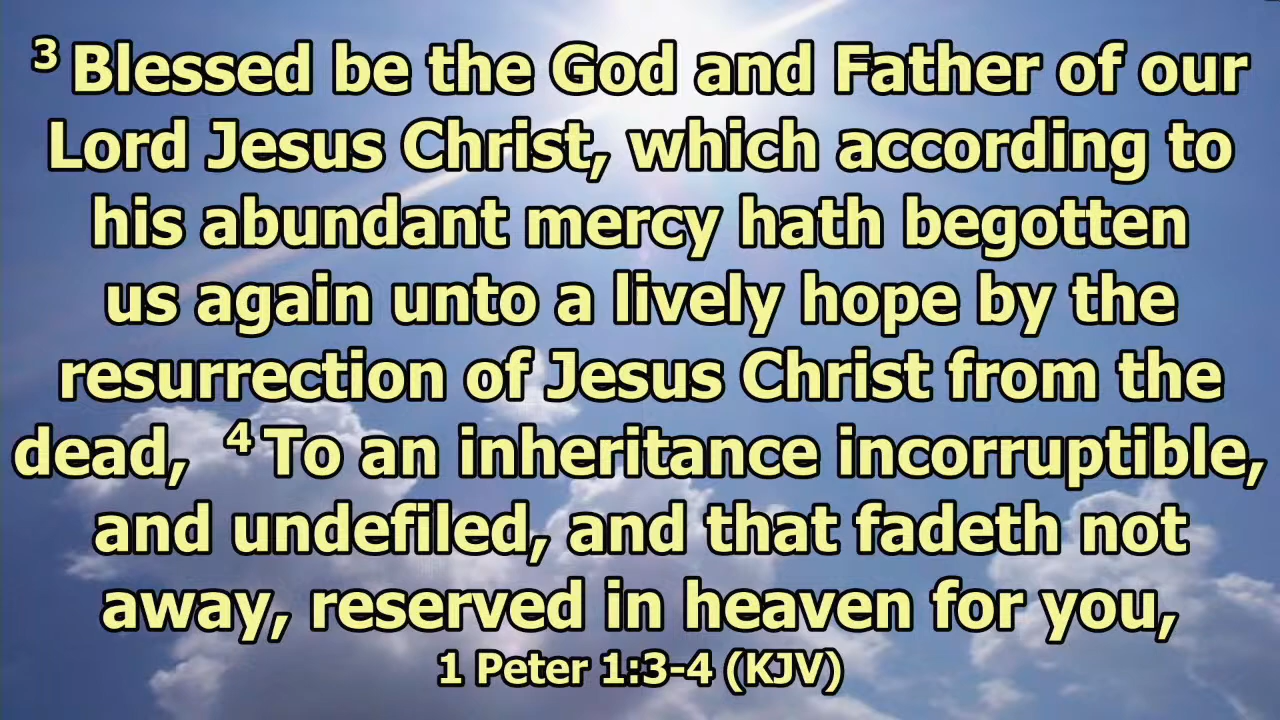 ³ Blessed be the God and Father of our
Lord Jesus Christ, which according to
his abundant mercy hath begotten
us again unto a lively hope by the
resurrection of Jesus Christ from the
dead, ⁴ To an inheritance incorruptible,
and undefiled, and that fadeth not
away, reserved in heaven for you,
1 Peter 1:3-4 (KJV)